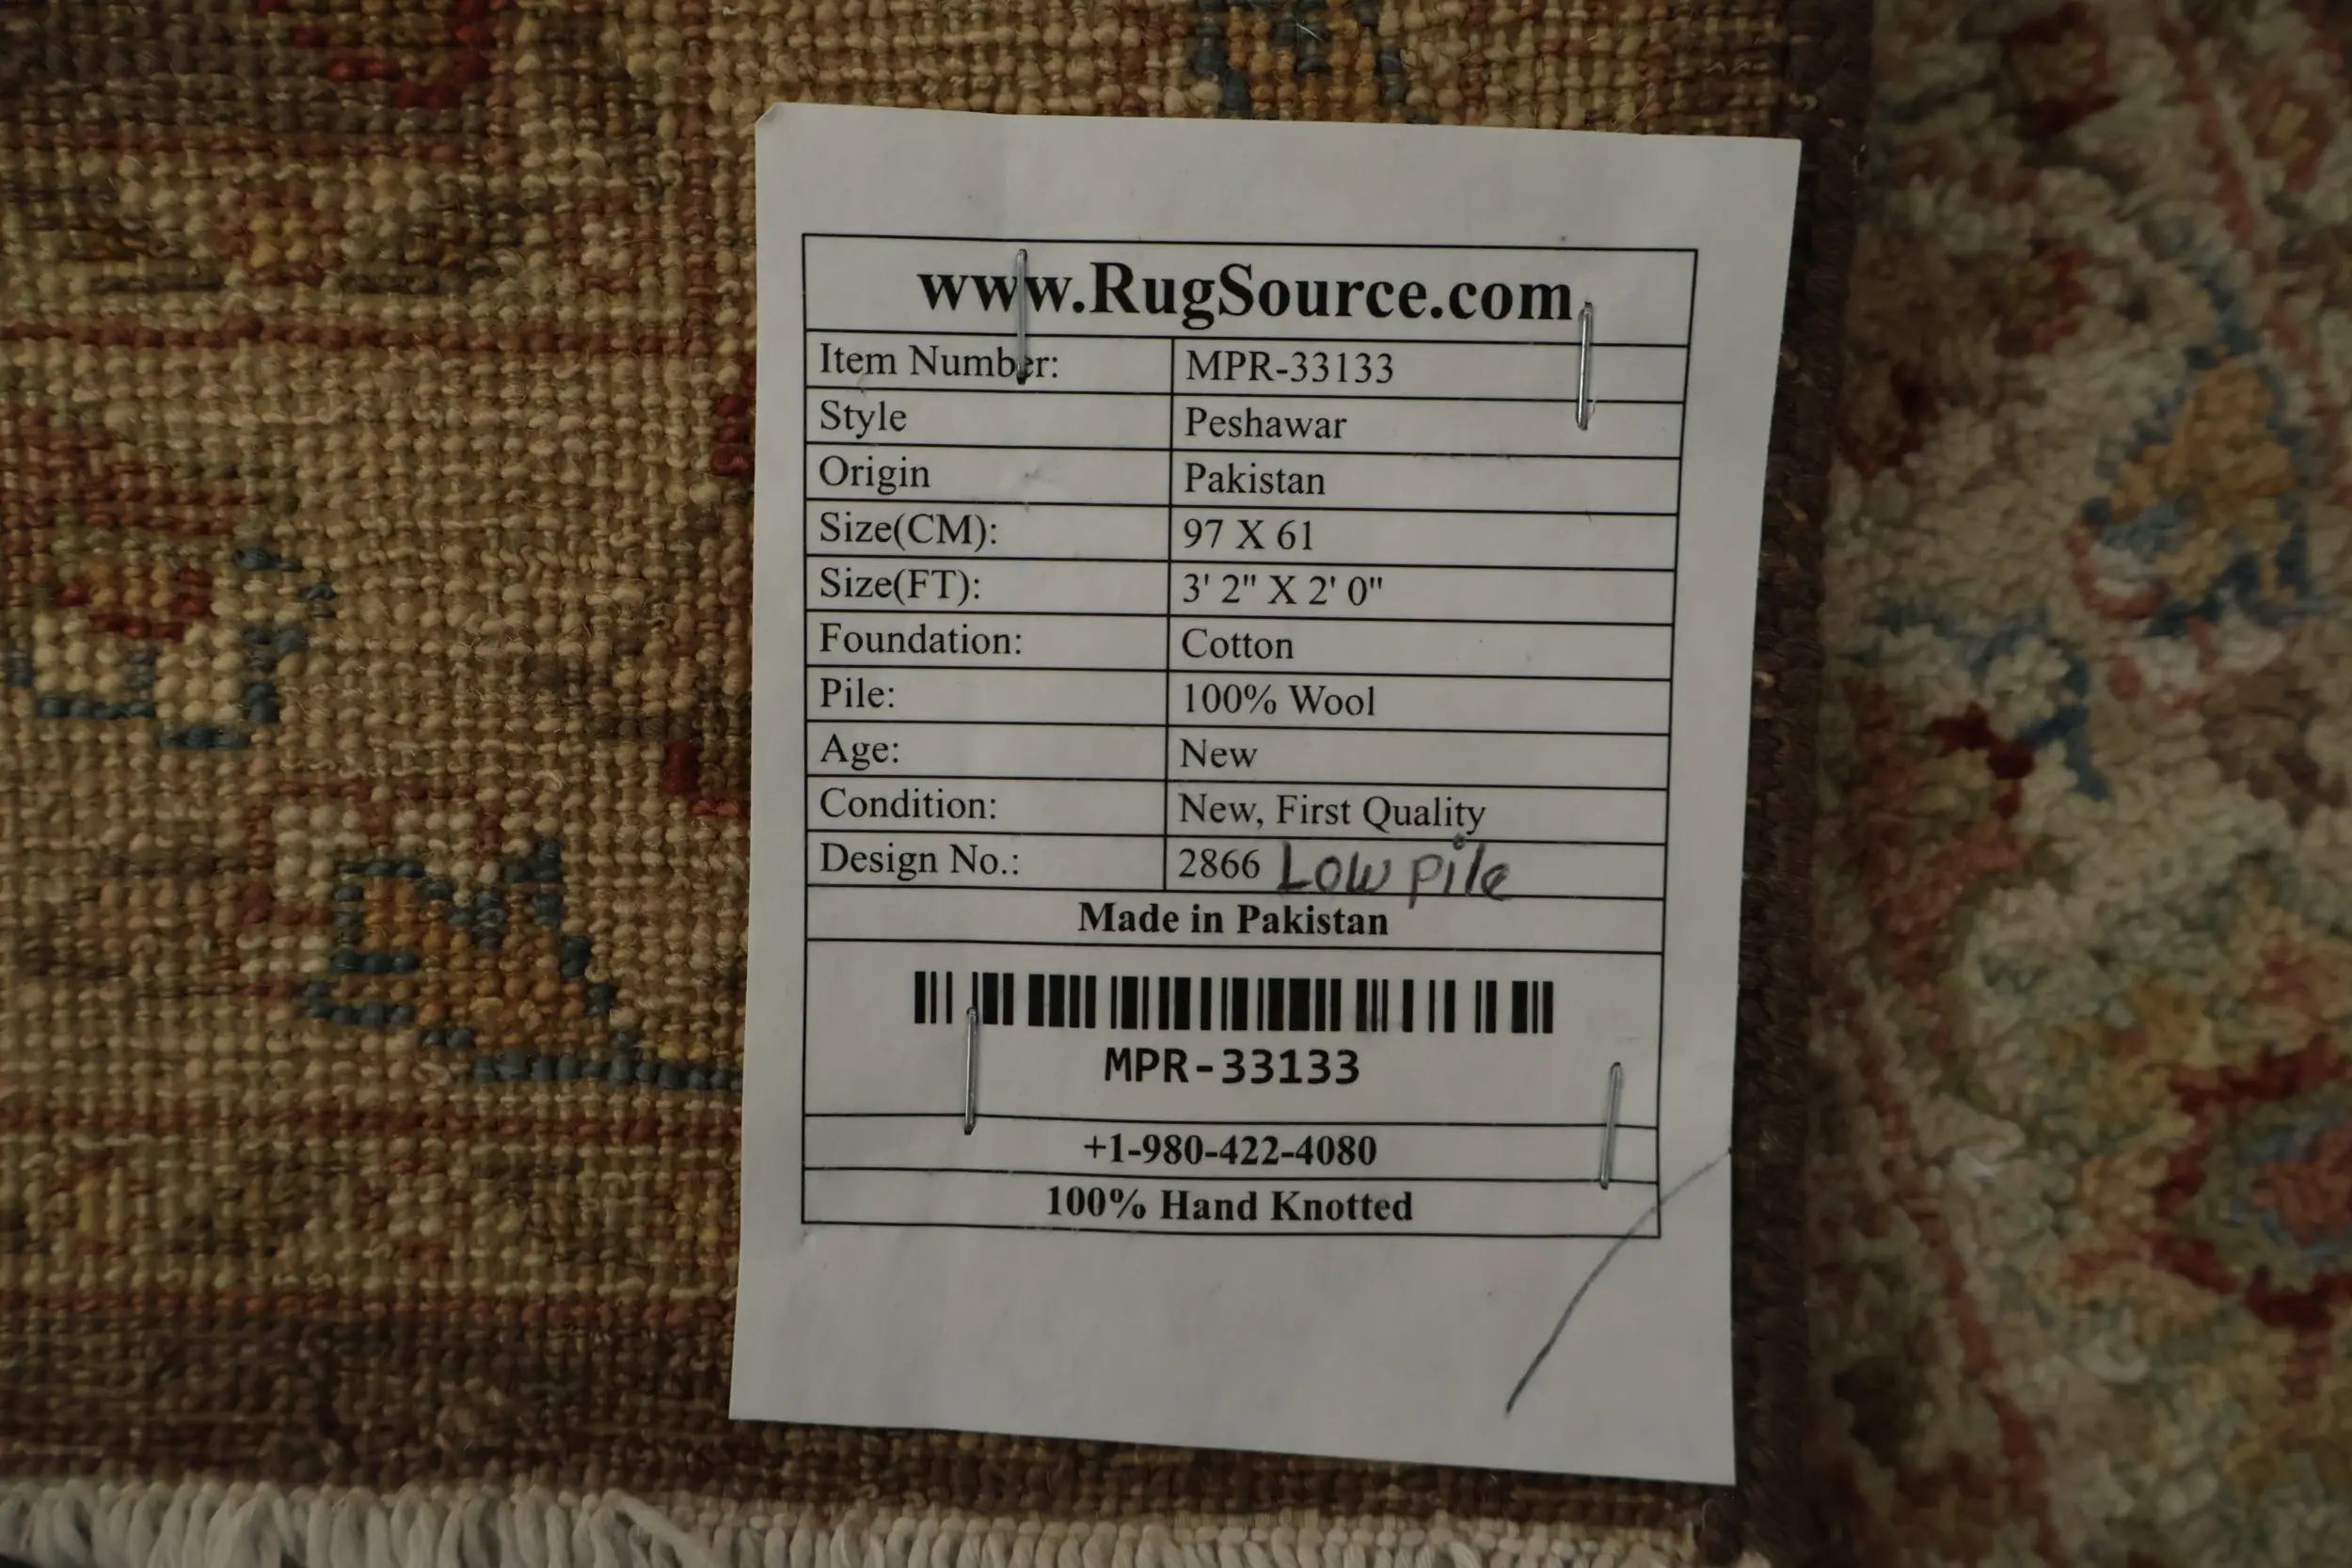 www.RugSource.com
Item Number: MPR-33133
Style Peshawar
Origin Pakistan
Size(CM): 97 X 61
Size(FT): 3' 2" X 2' 0"
Foundation: Cotton
Pile: 100% Wool
Age: New
Condition: New, First Quality
Design No.: 2866 Low pile
Made in Pakistan
MPR-33133
+1-980-422-4080
100% Hand Knotted